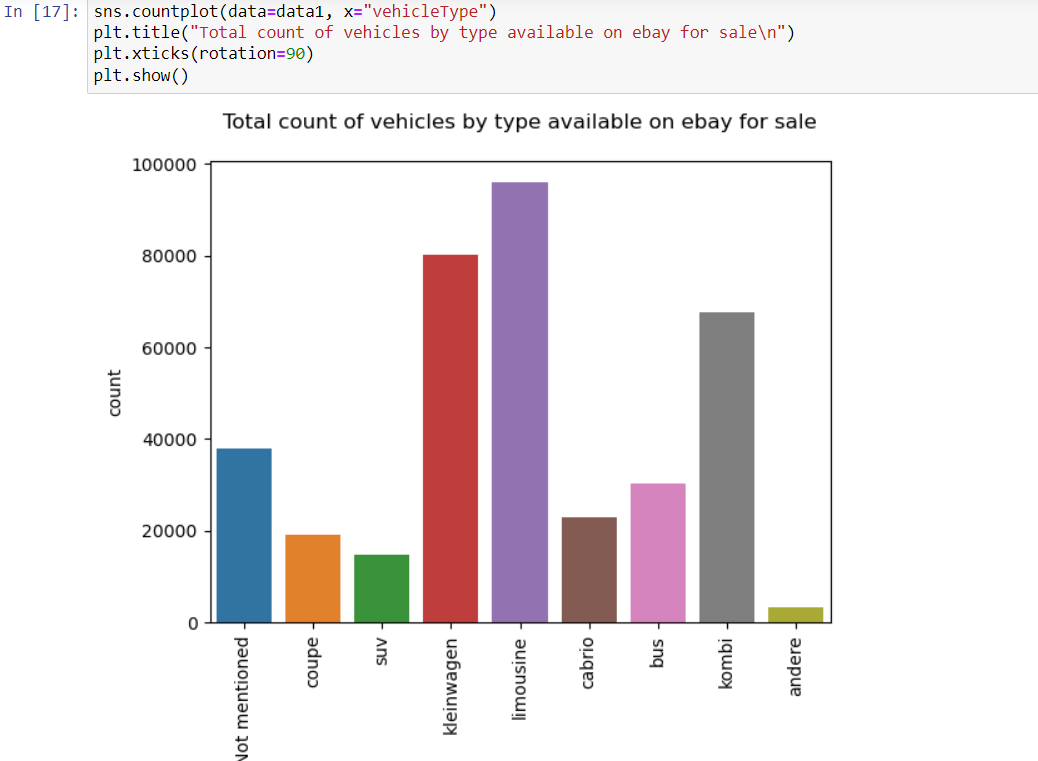 In [17]: sns.countplot(data=data1, x="vehicleType")
plt.title("Total count of vehicles by type available on ebay for sale\n")
plt.xticks(rotation=90)
plt.show()
Total count of vehicles by type available on ebay for sale
100000
80000
60000
40000
20000
0
count
Not mentioned
coupe
suv
kleinwagen
limousine
cabrio
bus
kombi
andere